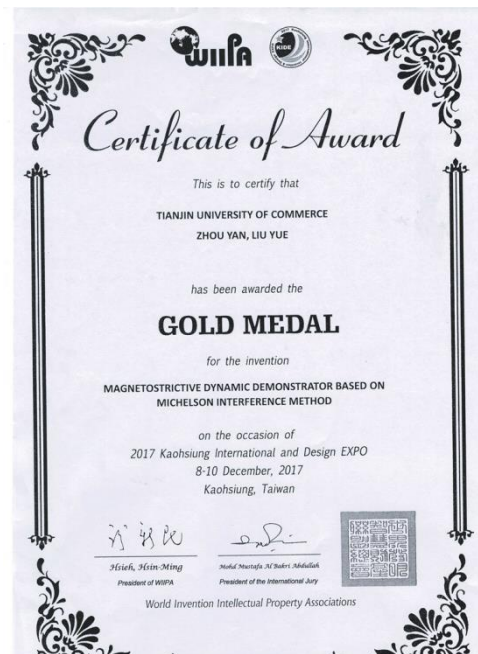 WIIPA
KIDE
Certificate of Award
This is to certify that
TIANJIN UNIVERSITY OF COMMERCE
ZHOU YAN, LIU YUE
has been awarded the
GOLD MEDAL
for the invention
MAGNETOSTRICTIVE DYNAMIC DEMONSTRATOR BASED ON
MICHELSON INTERFERENCE METHOD
on the occasion of
2017 Kaohsiung International and Design EXPO
8-10 December, 2017
Kaohsiung, Taiwan
Hsieh, Hsin-Ming
Mohd Mustafa Al Bakri Abdullah
President of WIIPA
President of the International Jury
World Invention Intellectual Property Associations